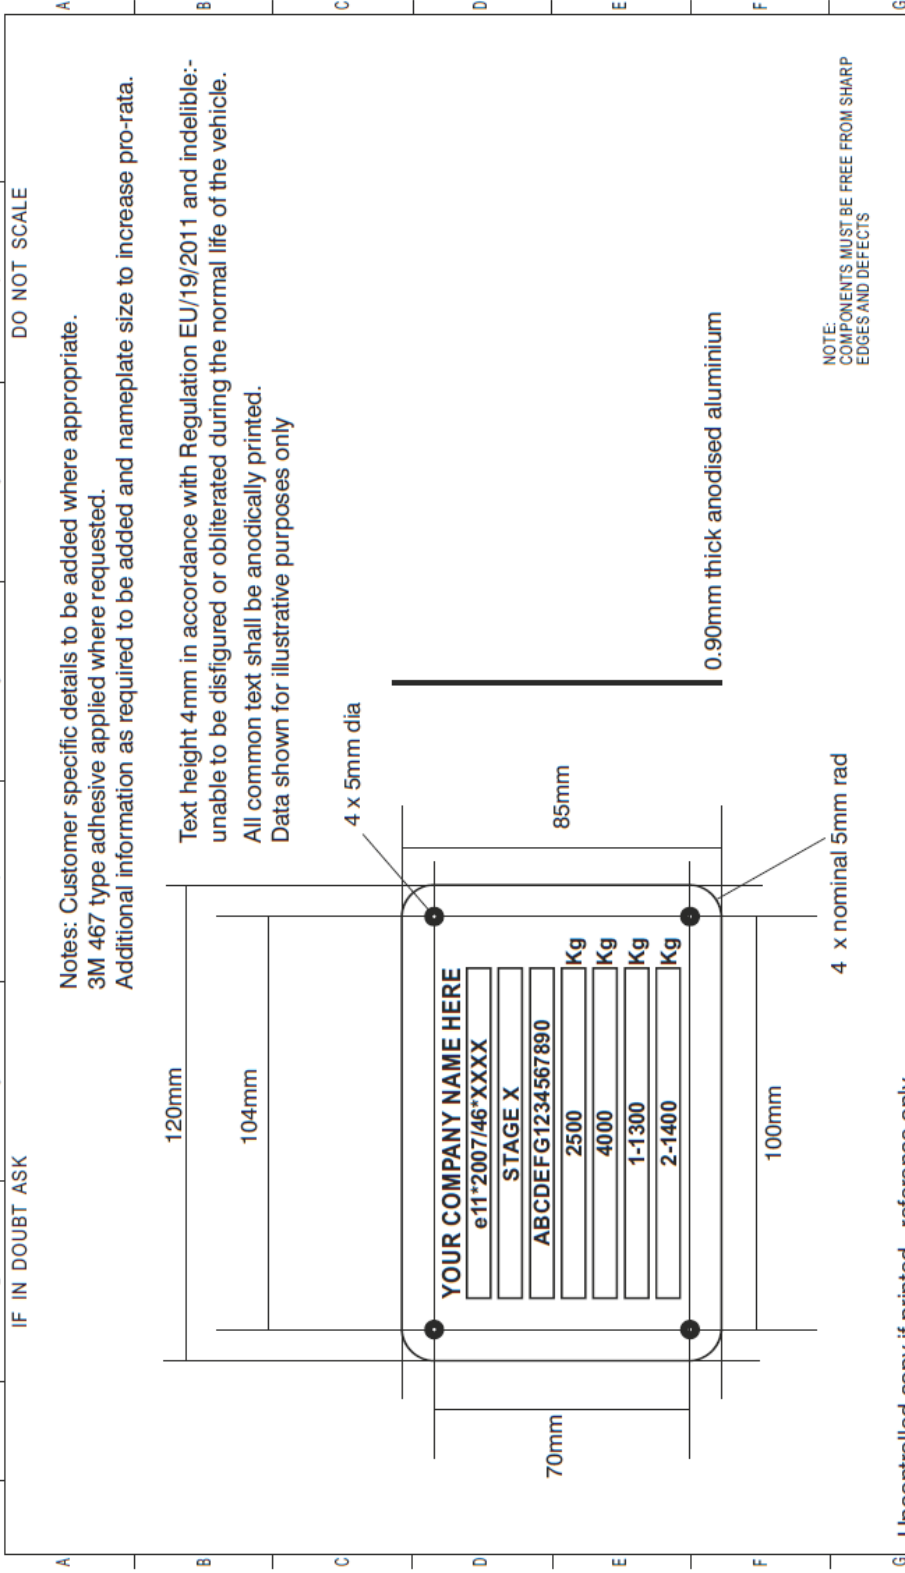 IF IN DOUBT ASK
DO NOT SCALE
A
B
C
D
E
F
G
A
B
C
D
E
F
G
Notes: Customer specific details to be added where appropriate.
3M 467 type adhesive applied where requested.
Additional information as required to be added and nameplate size to increase pro-rata.
Text height 4mm in accordance with Regulation EU/19/2011 and indelible:-
unable to be disfigured or obliterated during the normal life of the vehicle.
All common text shall be anodically printed.
Data shown for illustrative purposes only
120mm
104mm
4 x 5mm dia
70mm
85mm
YOUR COMPANY NAME HERE
e11*2007/46*XXXX
STAGE X
ABCDEFG1234567890
2500 Kg
4000 Kg
1-1300 Kg
2-1400 Kg
100mm
4 x nominal 5mm rad
0.90mm thick anodised aluminium
NOTE:
COMPONENTS MUST BE FREE FROM SHARP
EDGES AND DEFECTS
Uncontrolled copy if printed - reference only